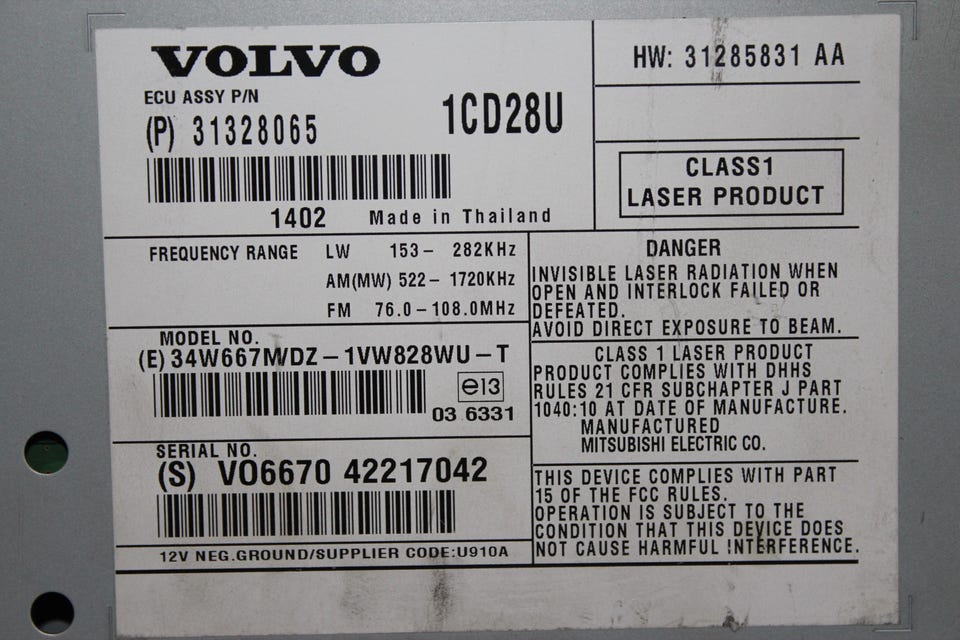 VOLVO
ECU ASSY P/N
(P) 31328065
1CD28U
1402 Made in Thailand
HW: 31285831 AA
CLASS1
LASER PRODUCT
FREQUENCY RANGE LW 153 – 282KHz
AM(MW) 522 – 1720KHz
FM 76.0 – 108.0MHz
MODEL NO.
(E) 34W667M/DZ – 1VW828WU – T
e13
03 6331
SERIAL NO.
(S) VO6670 42217042
12V NEG.GROUND/SUPPLIER CODE:U910A
DANGER
INVISIBLE LASER RADIATION WHEN
OPEN AND INTERLOCK FAILED OR
DEFEATED.
AVOID DIRECT EXPOSURE TO BEAM.
CLASS 1 LASER PRODUCT
PRODUCT COMPLIES WITH DHHS
RULES 21 CFR SUBCHAPTER J PART
1040:10 AT DATE OF MANUFACTURE.
MANUFACTURED
MITSUBISHI ELECTRIC CO.
THIS DEVICE COMPLIES WITH PART
15 OF THE FCC RULES.
OPERATION IS SUBJECT TO THE
CONDITION THAT THIS DEVICE DOES
NOT CAUSE HARMFUL INTERFERENCE.